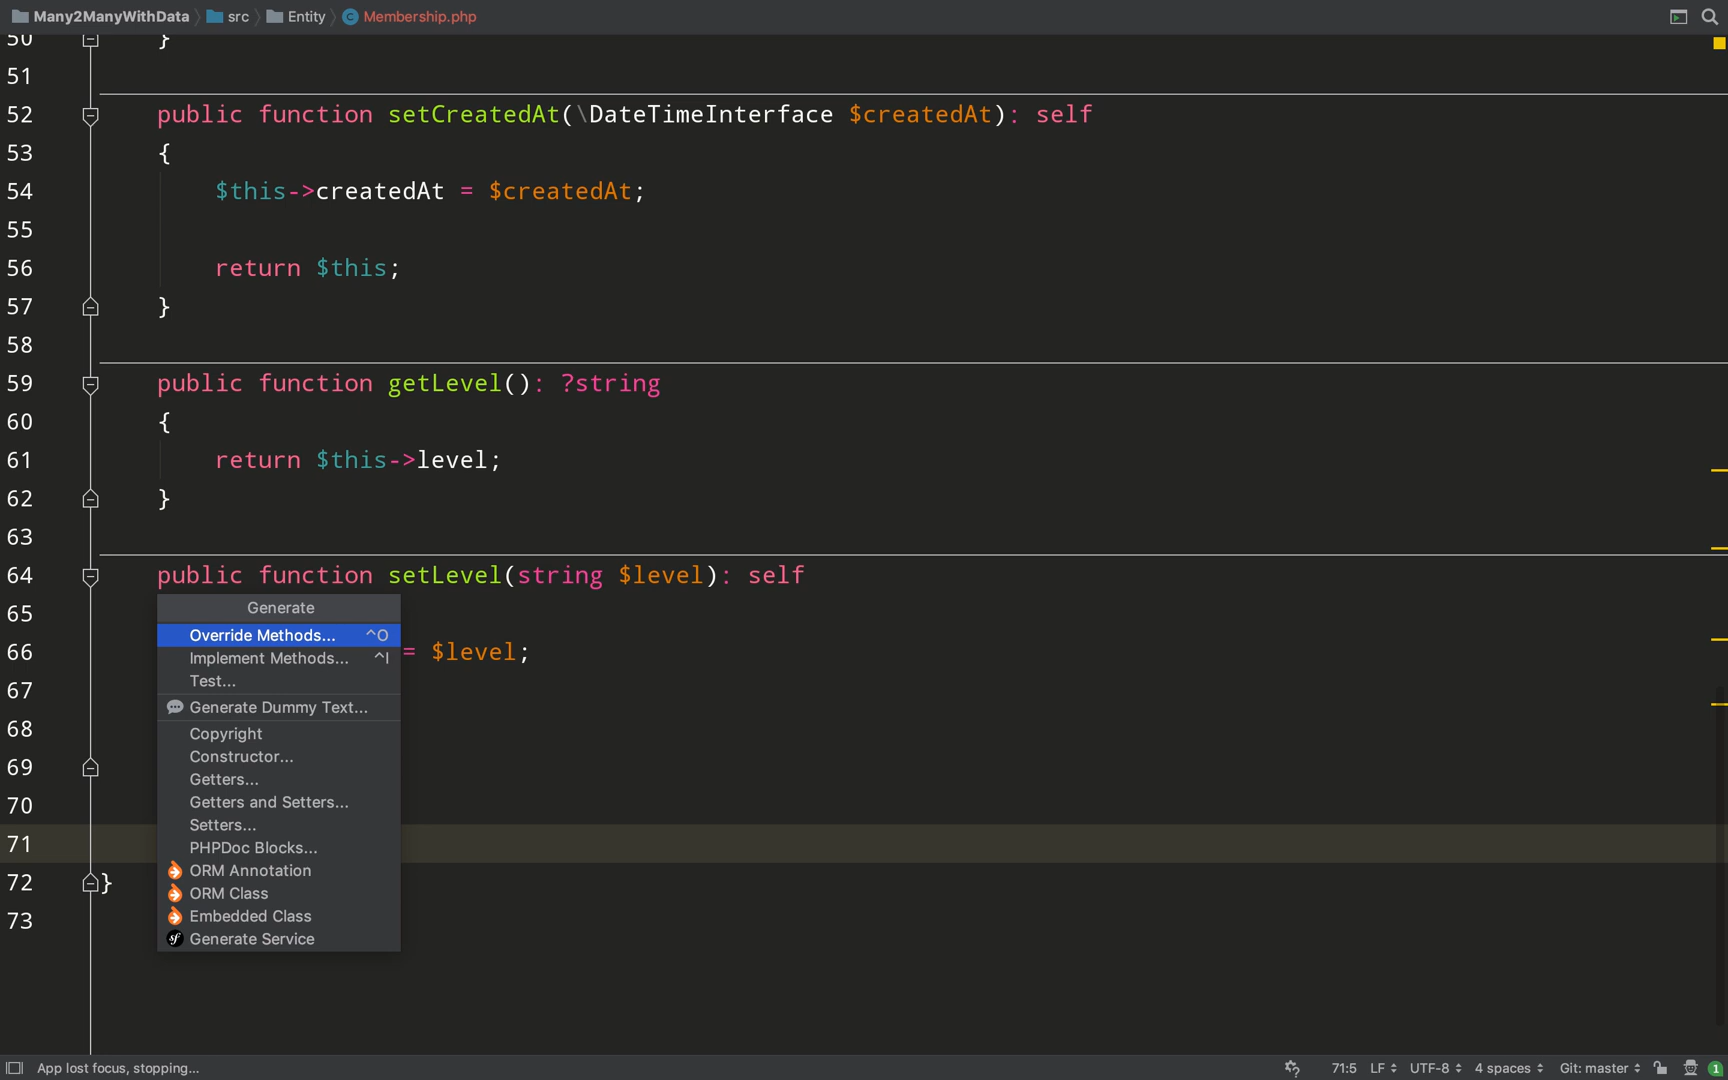 Many2ManyWithData src Entity Membership.php
50 }
51
52 public function setCreatedAt(\DateTimeInterface $createdAt): self
53 {
54 $this->createdAt = $createdAt;
55
56 return $this;
57 }
58
59 public function getLevel(): ?string
60 {
61 return $this->level;
62 }
63
64 public function setLevel(string $level): self
65
66 = $level;
67
68
69
70
71
72 }
73
Generate
Override Methods... ^O
Implement Methods... ^I
Test...
Generate Dummy Text...
Copyright
Constructor...
Getters...
Getters and Setters...
Setters...
PHPDoc Blocks...
ORM Annotation
ORM Class
Embedded Class
Generate Service
App lost focus, stopping... 71:5 LF UTF-8 4 spaces Git: master 1